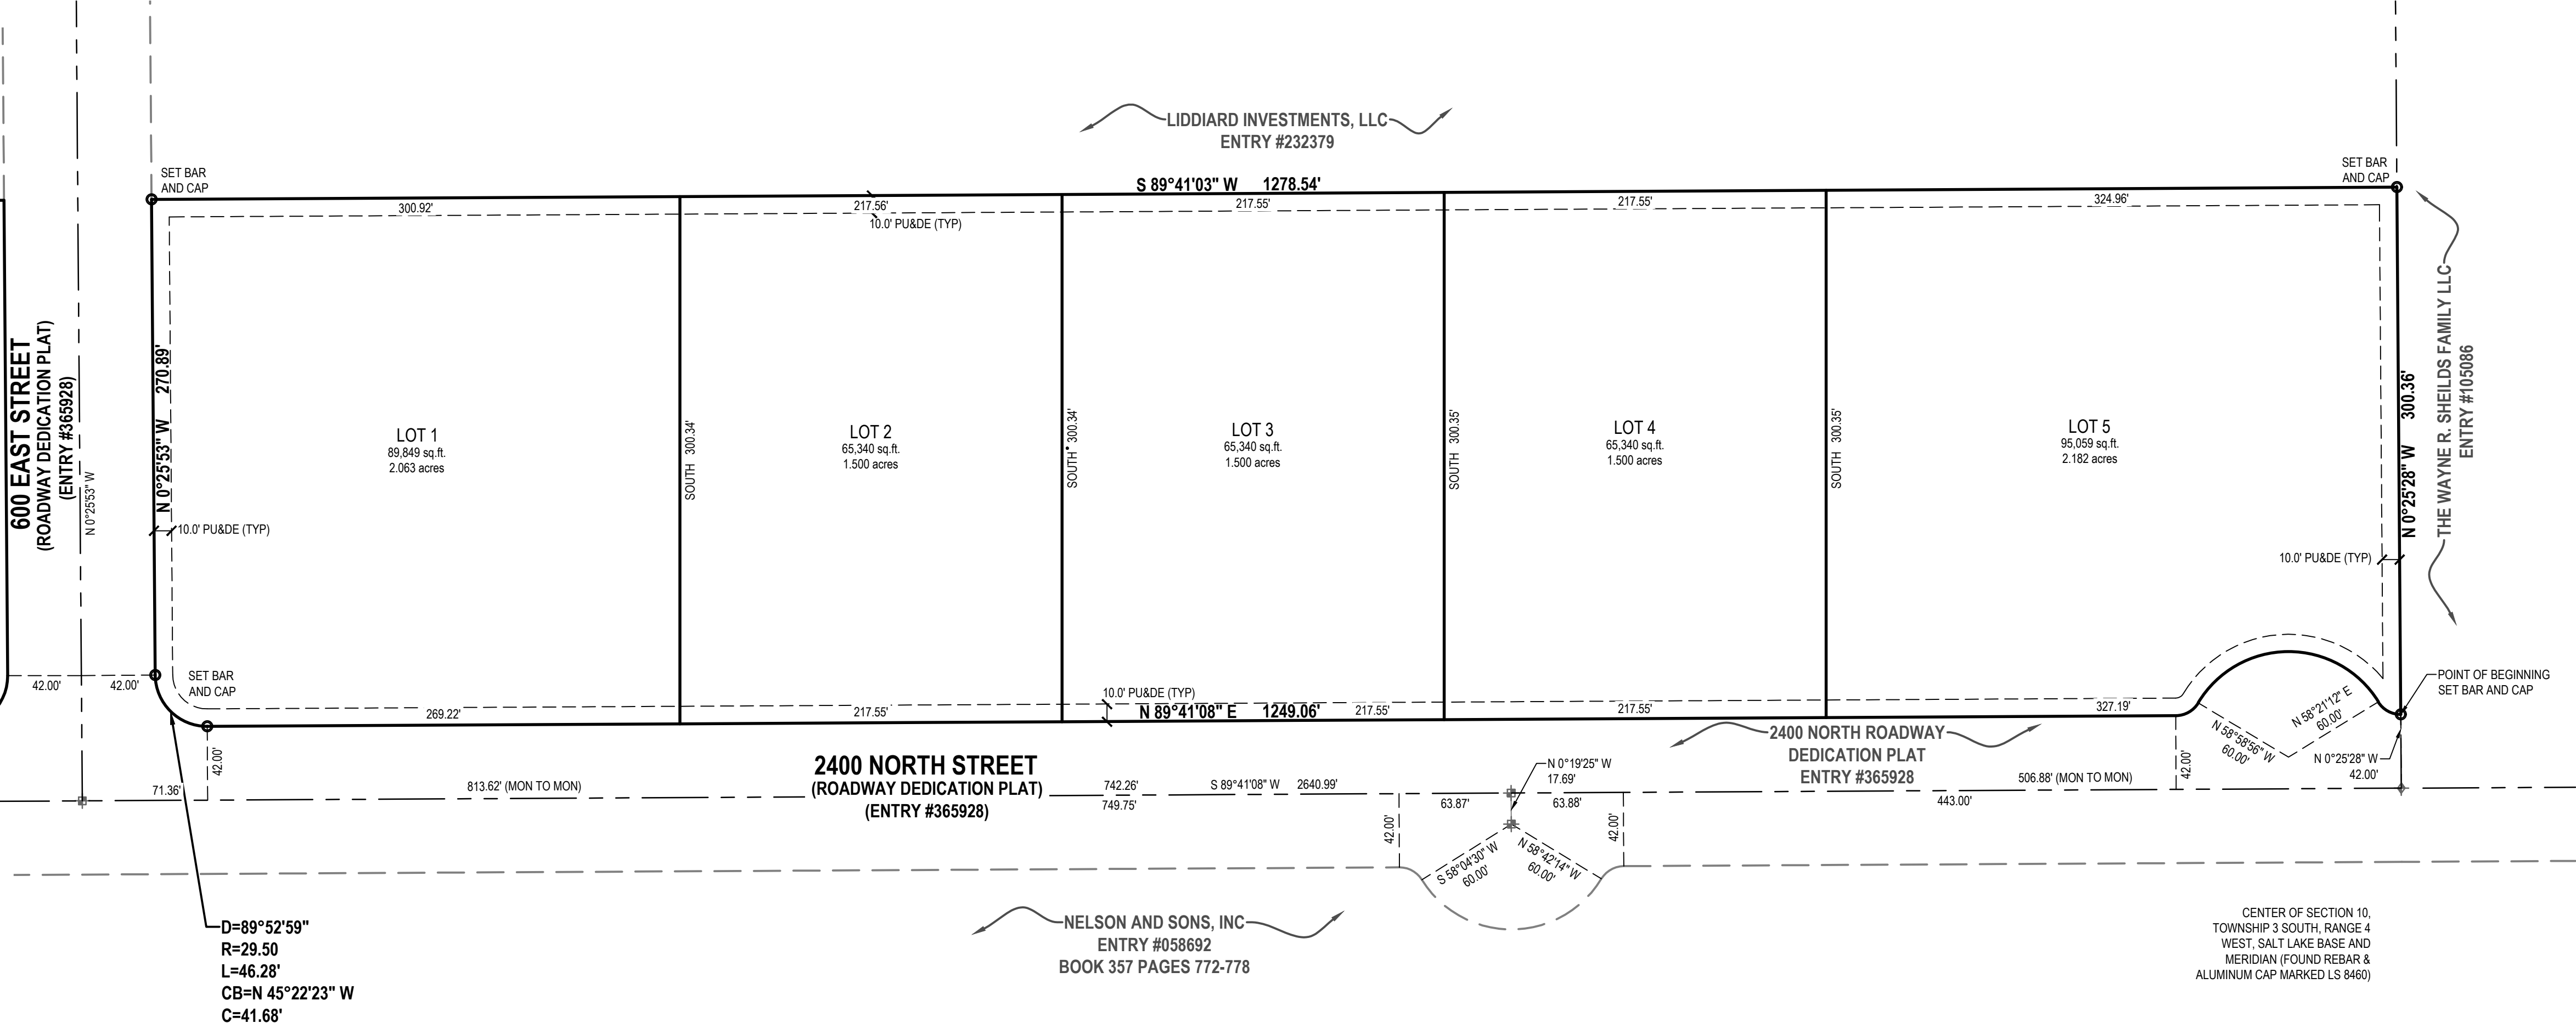 LIDDIARD INVESTMENTS, LLC
ENTRY #232379
SET BAR
AND CAP
S 89°41'03" W 1278.54'
SET BAR
AND CAP
300.92'
217.56'
217.55'
217.55'
324.96'
10.0' PU&DE (TYP)
600 EAST STREET
(ROADWAY DEDICATION PLAT)
(ENTRY #365928)
N 0°25'53" W
N 0°25'53" W 270.89'
10.0' PU&DE (TYP)
LOT 1
89,849 sq.ft.
2.063 acres
SOUTH 300.34'
LOT 2
65,340 sq.ft.
1.500 acres
SOUTH 300.34'
LOT 3
65,340 sq.ft.
1.500 acres
SOUTH 300.35'
LOT 4
65,340 sq.ft.
1.500 acres
SOUTH 300.35'
LOT 5
95,059 sq.ft.
2.182 acres
10.0' PU&DE (TYP)
N 0°25'28" W 300.36'
THE WAYNE R. SHEILDS FAMILY LLC
ENTRY #105086
42.00'
42.00'
SET BAR
AND CAP
269.22'
217.55'
10.0' PU&DE (TYP)
N 89°41'08" E 1249.06'
217.55'
217.55'
327.19'
POINT OF BEGINNING
SET BAR AND CAP
N 58°58'56" W
60.00'
N 58°21'12" E
60.00'
N 0°25'28" W
42.00'
42.00'
42.00'
71.36'
813.62' (MON TO MON)
2400 NORTH STREET
(ROADWAY DEDICATION PLAT)
(ENTRY #365928)
742.26'
749.75'
S 89°41'08" W 2640.99'
N 0°19'25" W
17.69'
63.87'
63.88'
42.00'
42.00'
S 58°04'30" W
60.00'
N 58°42'14" W
60.00'
2400 NORTH ROADWAY
DEDICATION PLAT
ENTRY #365928
506.88' (MON TO MON)
443.00'
D=89°52'59"
R=29.50
L=46.28'
CB=N 45°22'23" W
C=41.68'
NELSON AND SONS, INC
ENTRY #058692
BOOK 357 PAGES 772-778
CENTER OF SECTION 10,
TOWNSHIP 3 SOUTH, RANGE 4
WEST, SALT LAKE BASE AND
MERIDIAN (FOUND REBAR &
ALUMINUM CAP MARKED LS 8460)